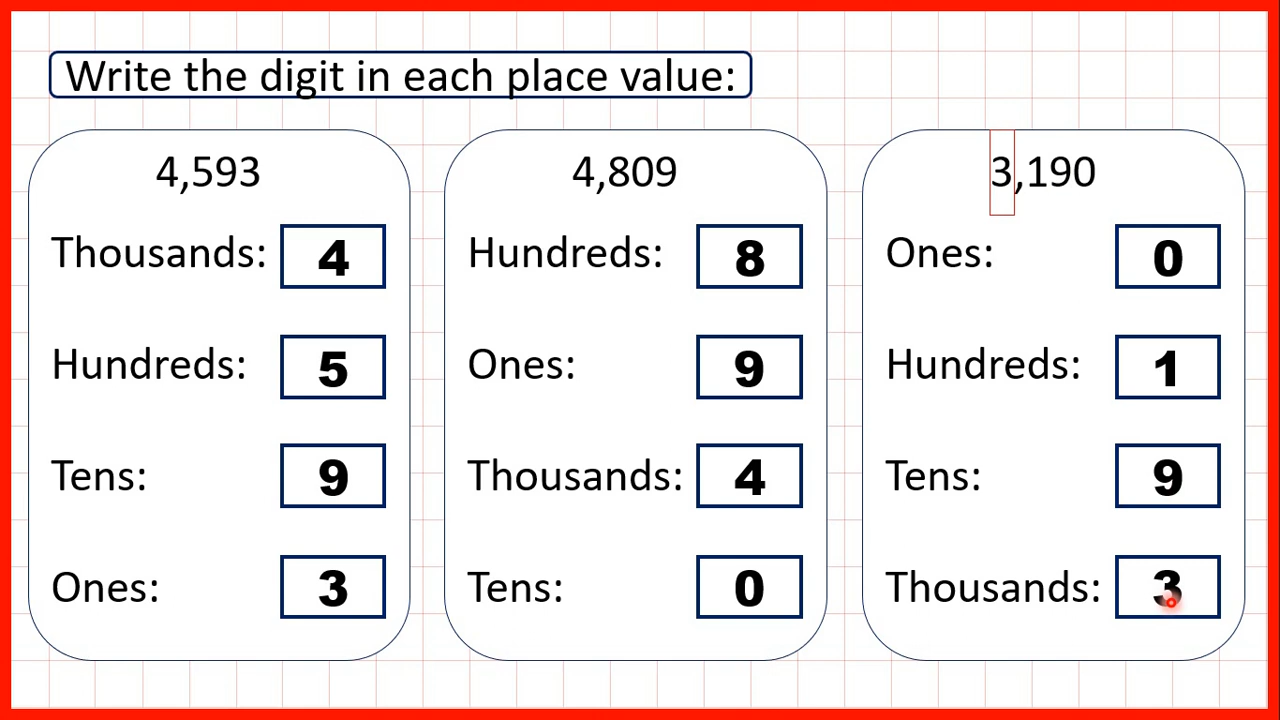 Write the digit in each place value:
4,593
Thousands: 4
Hundreds: 5
Tens: 9
Ones: 3
4,809
Hundreds: 8
Ones: 9
Thousands: 4
Tens: 0
3,190
Ones: 0
Hundreds: 1
Tens: 9
Thousands: 3